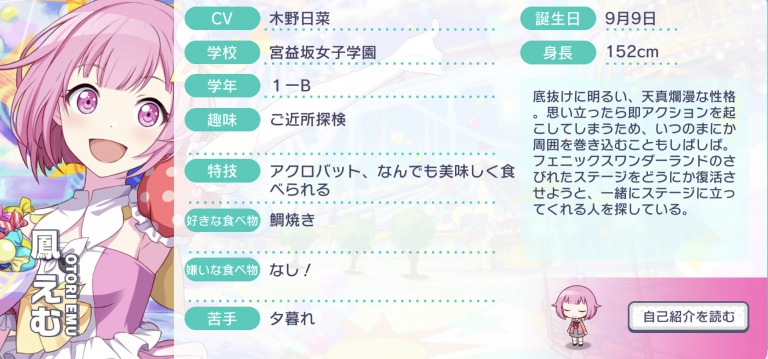 CV 木野日菜
学校 宮益坂女子学園
学年 1ーB
趣味 ご近所探検
特技 アクロバット、なんでも美味しく食
べられる
好きな食べ物 鯛焼き
嫌いな食べ物 なし！
苦手 夕暮れ
誕生日 9月9日
身長 152cm
底抜けに明るい、天真爛漫な性格
。思い立ったら即アクションを起
こしてしまうため、いつのまにか
周囲を巻き込むこともしばしば。
フェニックスワンダーランドのさ
びれたステージをどうにか復活さ
せようと、一緒にステージに立っ
てくれる人を探している。
鳳えむ
OTORI EMU
自己紹介を読む